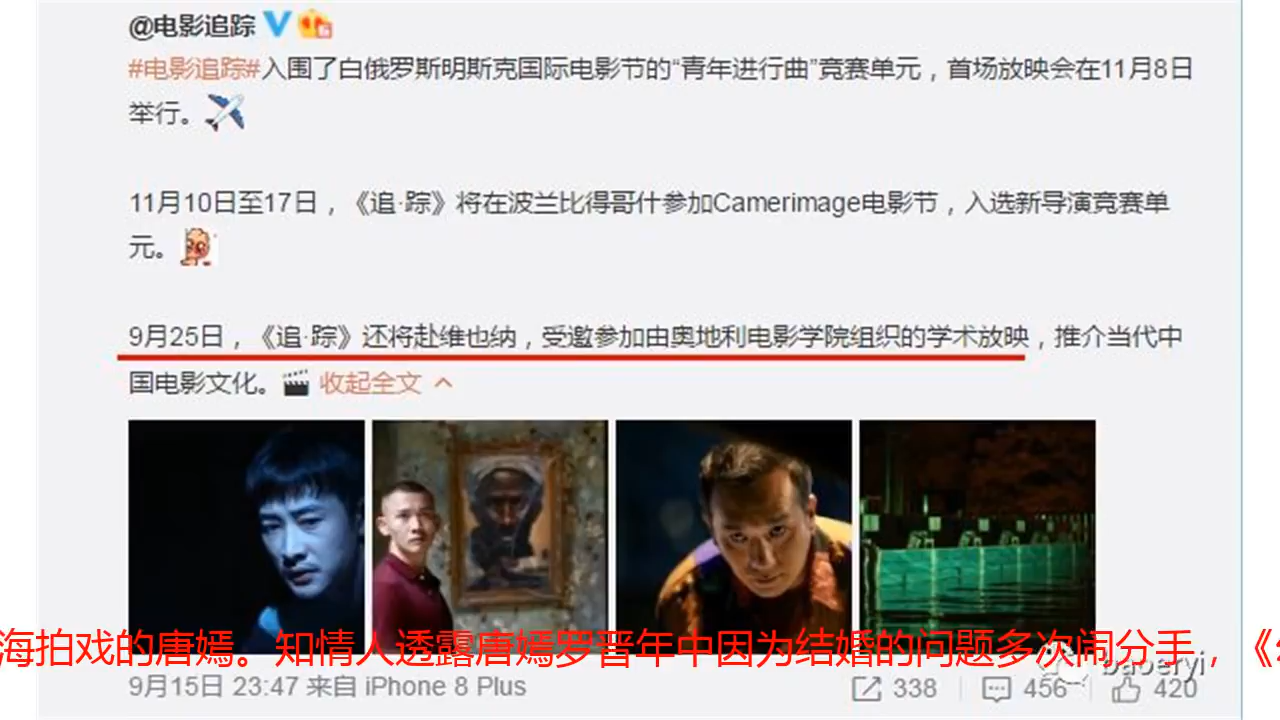 @电影追踪
#电影追踪#入围了白俄罗斯明斯克国际电影节的“青年进行曲”竞赛单元，首场放映会在11月8日
举行。
11月10日至17日，《追·踪》将在波兰比得哥什参加Camerimage电影节，入选新导演竞赛单
元。
9月25日，《追·踪》还将赴维也纳，受邀参加由奥地利电影学院组织的学术放映，推介当代中
国电影文化。 收起全文
海拍戏的唐嫣。知情人透露唐嫣罗晋年中因为结婚的问题多次闹分手，《
baoeryi
9月15日 23:47 来自 iPhone 8 Plus
338 456 420